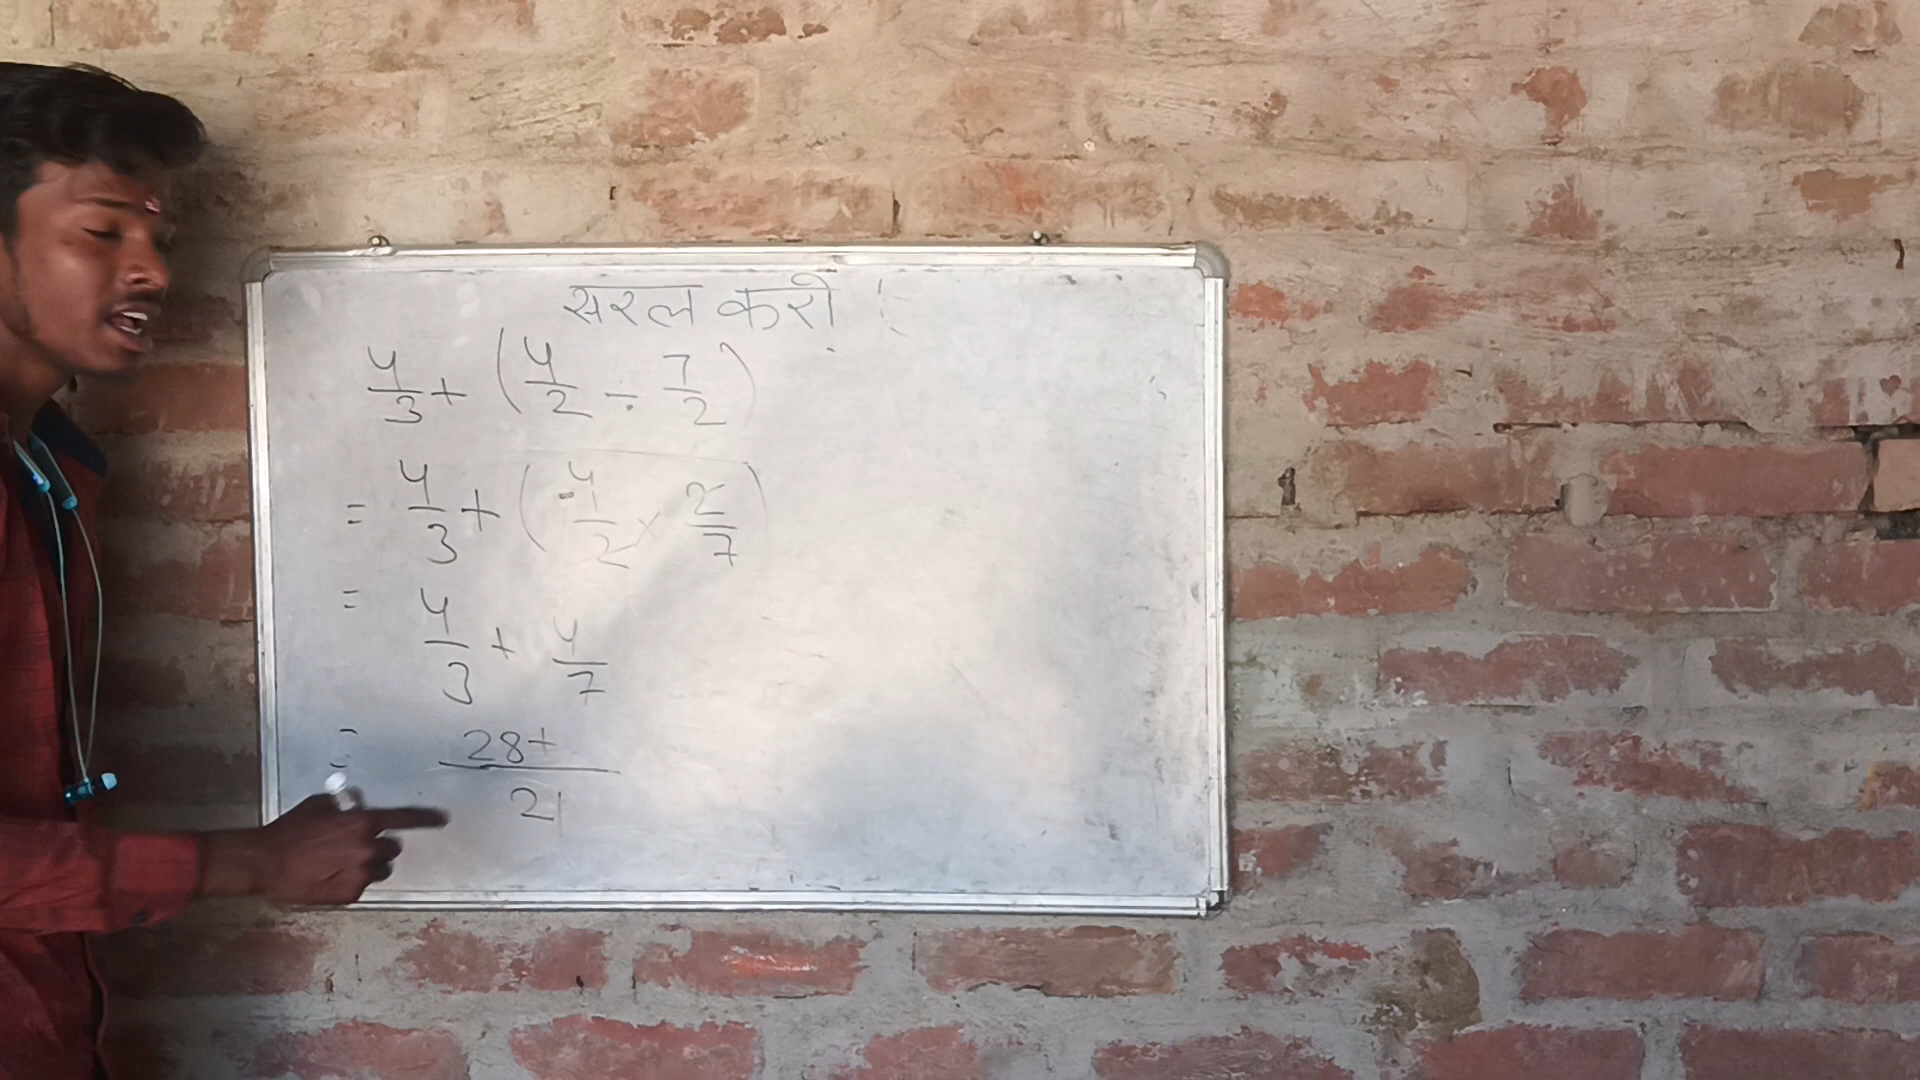 सरल करो !
4/3 + (4/2 ÷ 7/2)
= 4/3 + (4/2 × 2/7)
= 4/3 + 4/7
= 28+/21